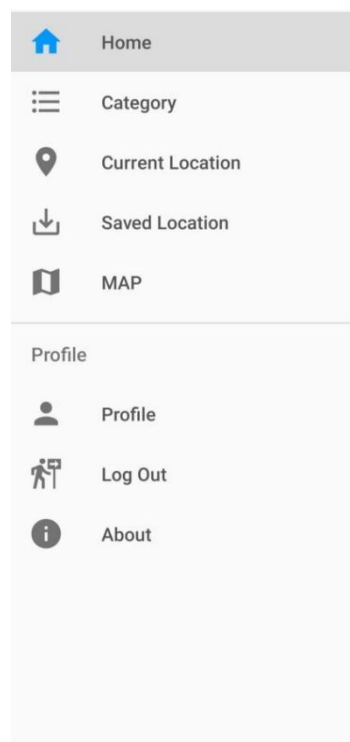 Home
Category
Current Location
Saved Location
MAP
Profile
Profile
Log Out
About